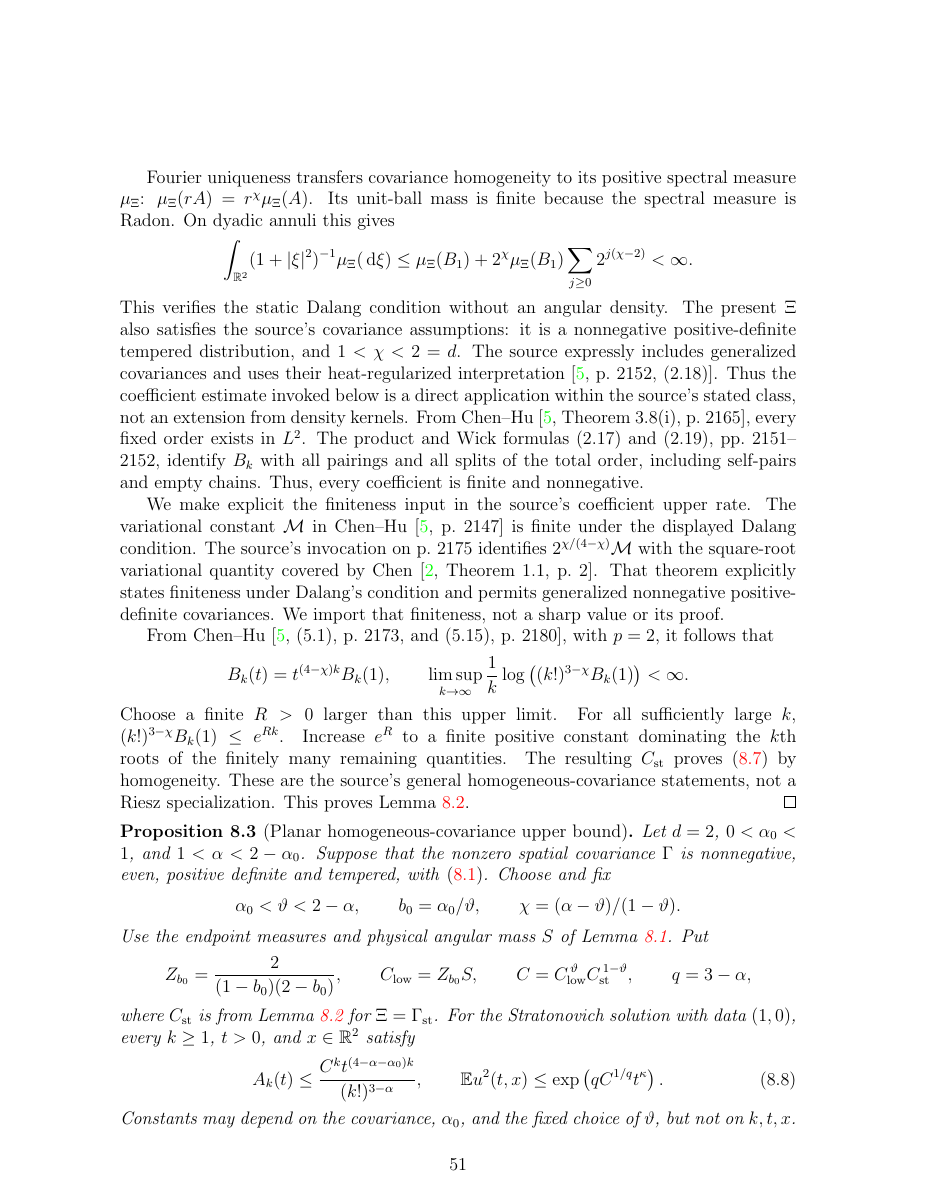 Fourier uniqueness transfers covariance homogeneity to its positive spectral measure
μ_Ξ: μ_Ξ(rA) = r^χ μ_Ξ(A). Its unit-ball mass is finite because the spectral measure is
Radon. On dyadic annuli this gives
∫_{ℝ²} (1 + |ξ|²)^{−1} μ_Ξ( dξ) ≤ μ_Ξ(B₁) + 2^χ μ_Ξ(B₁) ∑_{j≥0} 2^{j(χ−2)} < ∞.
This verifies the static Dalang condition without an angular density. The present Ξ
also satisfies the source's covariance assumptions: it is a nonnegative positive-definite
tempered distribution, and 1 < χ < 2 = d. The source expressly includes generalized
covariances and uses their heat-regularized interpretation [5, p. 2152, (2.18)]. Thus the
coefficient estimate invoked below is a direct application within the source's stated class,
not an extension from density kernels. From Chen–Hu [5, Theorem 3.8(i), p. 2165], every
fixed order exists in L². The product and Wick formulas (2.17) and (2.19), pp. 2151–
2152, identify B_k with all pairings and all splits of the total order, including self-pairs
and empty chains. Thus, every coefficient is finite and nonnegative.
We make explicit the finiteness input in the source's coefficient upper rate. The
variational constant ℳ in Chen–Hu [5, p. 2147] is finite under the displayed Dalang
condition. The source's invocation on p. 2175 identifies 2^{χ/(4−χ)}ℳ with the square-root
variational quantity covered by Chen [2, Theorem 1.1, p. 2]. That theorem explicitly
states finiteness under Dalang's condition and permits generalized nonnegative positive-
definite covariances. We import that finiteness, not a sharp value or its proof.
From Chen–Hu [5, (5.1), p. 2173, and (5.15), p. 2180], with p = 2, it follows that
B_k(t) = t^{(4−χ)k} B_k(1), lim sup_{k→∞} 1/k log ((k!)^{3−χ} B_k(1)) < ∞.
Choose a finite R > 0 larger than this upper limit. For all sufficiently large k,
(k!)^{3−χ} B_k(1) ≤ e^{Rk}. Increase e^R to a finite positive constant dominating the kth
roots of the finitely many remaining quantities. The resulting C_st proves (8.7) by
homogeneity. These are the source's general homogeneous-covariance statements, not a
Riesz specialization. This proves Lemma 8.2. □
Proposition 8.3 (Planar homogeneous-covariance upper bound). Let d = 2, 0 < α₀ <
1, and 1 < α < 2 − α₀. Suppose that the nonzero spatial covariance Γ is nonnegative,
even, positive definite and tempered, with (8.1). Choose and fix
α₀ < ϑ < 2 − α, b₀ = α₀/ϑ, χ = (α − ϑ)/(1 − ϑ).
Use the endpoint measures and physical angular mass S of Lemma 8.1. Put
Z_{b₀} = 2/((1 − b₀)(2 − b₀)), C_low = Z_{b₀}S, C = C_low^ϑ C_st^{1−ϑ}, q = 3 − α,
where C_st is from Lemma 8.2 for Ξ = Γ_st. For the Stratonovich solution with data (1, 0),
every k ≥ 1, t > 0, and x ∈ ℝ² satisfy
A_k(t) ≤ C^k t^{(4−α−α₀)k}/(k!)^{3−α}, 𝔼u²(t, x) ≤ exp (qC^{1/q}t^κ). (8.8)
Constants may depend on the covariance, α₀, and the fixed choice of ϑ, but not on k, t, x.
51